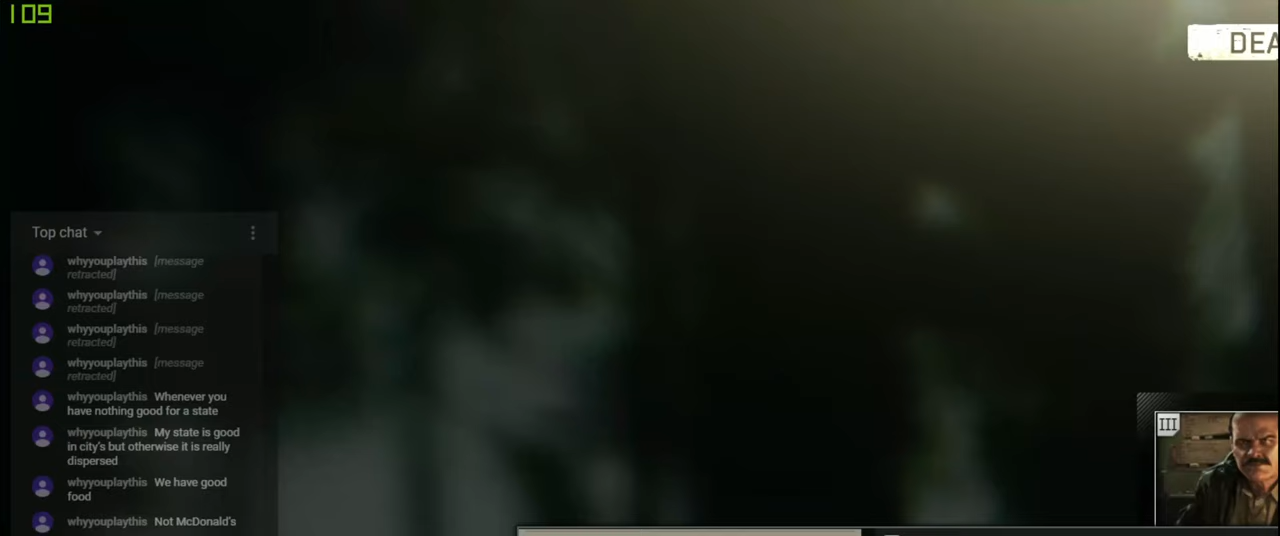 109
DEA
Top chat
whyyouplaythis [message
retracted]
whyyouplaythis [message
retracted]
whyyouplaythis [message
retracted]
whyyouplaythis [message
retracted]
whyyouplaythis Whenever you
have nothing good for a state
whyyouplaythis My state is good
in city's but otherwise it is really
dispersed
whyyouplaythis We have good
food
whyyouplaythis Not McDonald's
III